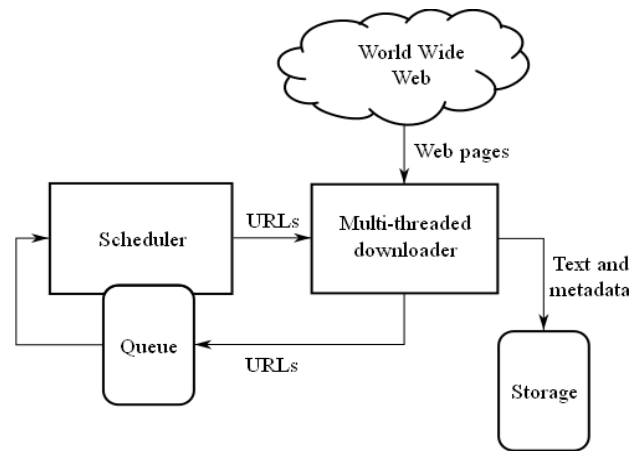 World Wide
Web
Web pages
Scheduler
URLs
Multi-threaded
downloader
Text and
metadata
Queue
URLs
Storage